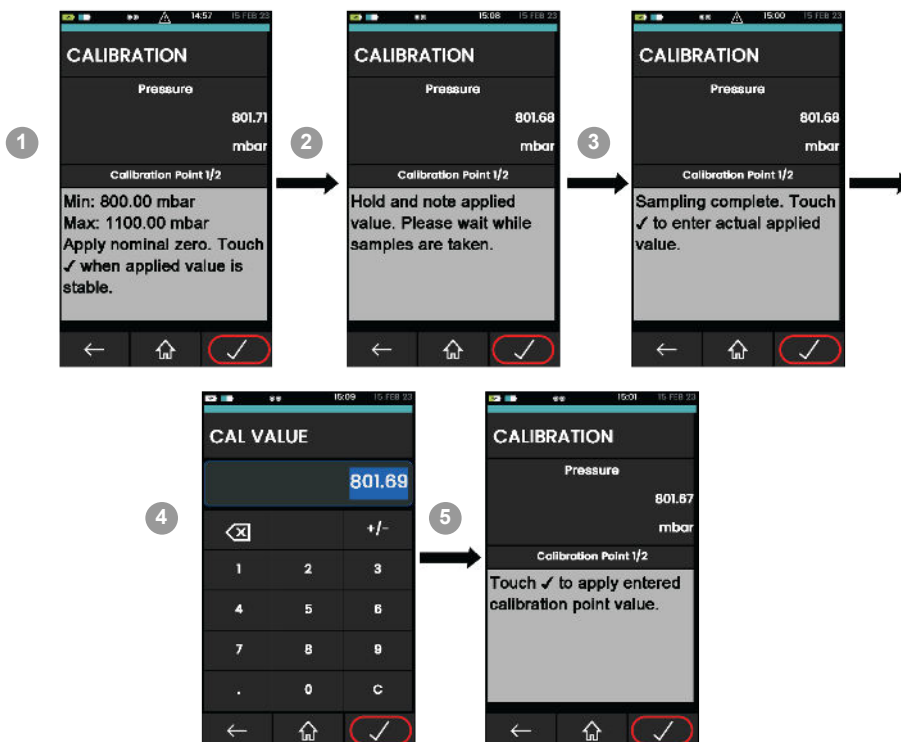 1
14:57 15 FEB 23
CALIBRATION
Pressure
801.71
mbar
Calibration Point 1/2
Min: 800.00 mbar
Max: 1100.00 mbar
Apply nominal zero. Touch
✓ when applied value is
stable.
2
15:08 15 FEB 23
CALIBRATION
Pressure
801.68
mbar
Calibration Point 1/2
Hold and note applied
value. Please wait while
samples are taken.
3
15:00 15 FEB 23
CALIBRATION
Pressure
801.68
mbar
Calibration Point 1/2
Sampling complete. Touch
✓ to enter actual applied
value.
4
15:09 15 FEB 23
CAL VALUE
801.69
+/-
1 2 3
4 5 6
7 8 9
. 0 C
5
15:01 15 FEB 23
CALIBRATION
Pressure
801.67
mbar
Calibration Point 1/2
Touch ✓ to apply entered
calibration point value.